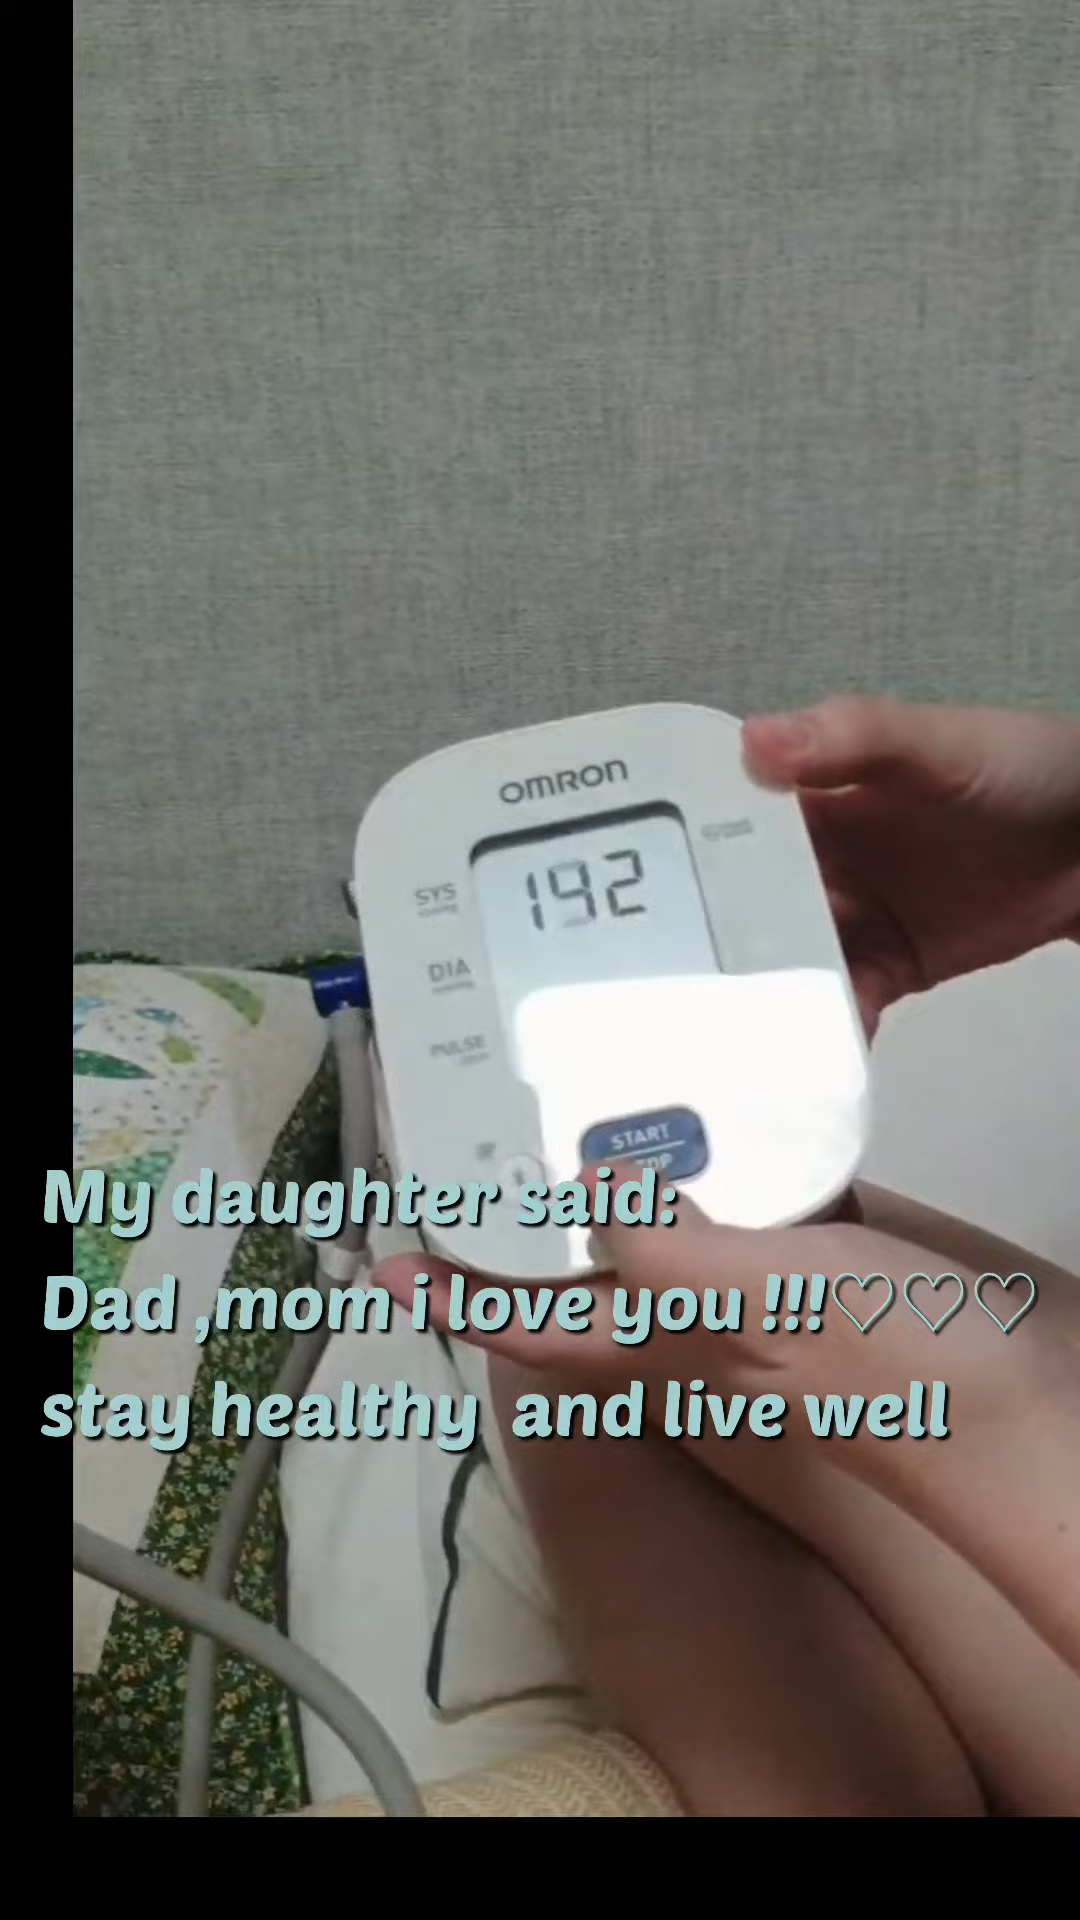 OMRON
SYS
192
DIA
PULSE
START
My daughter said:
Dad ,mom i love you !!!♡♡♡
stay healthy and live well